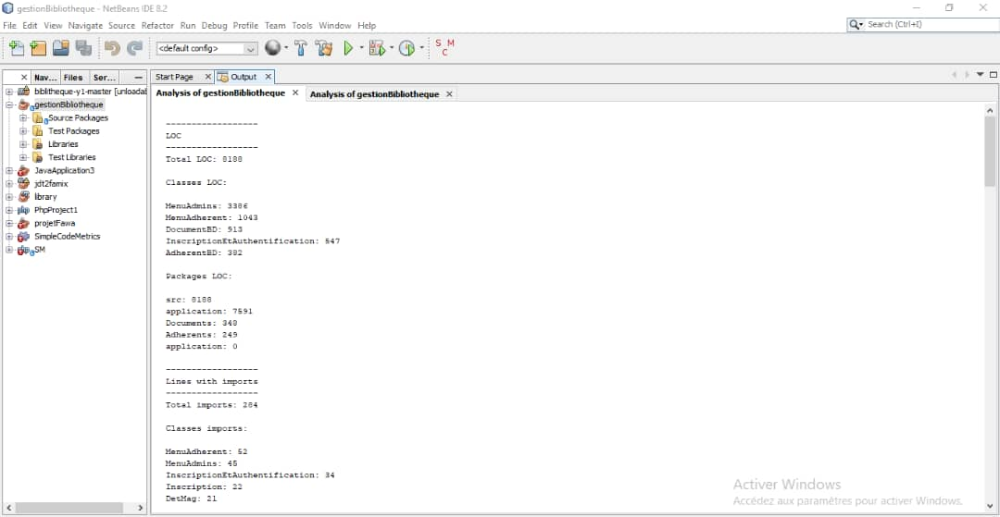 gestionBibliotheque - NetBeans IDE 8.2
File Edit View Navigate Source Refactor Run Debug Profile Team Tools Window Help
Search (Ctrl+I)
<default config>
S M
C
Nav... Files Ser...
Start Page Output
biblitheque-y1-master [unloadal
gestionBibliotheque
Source Packages
Test Packages
Libraries
Test Libraries
JavaApplication3
jdt2famix
library
PhpProject1
projetFawa
SimpleCodeMetrics
SM
Analysis of gestionBibliotheque Analysis of gestionBibliotheque
-------------------
LOC
-------------------
Total LOC: 8188
Classes LOC:
MenuAdmins: 3386
MenuAdherent: 1043
DocumentBD: 913
InscriptionEtAuthentification: 547
AdherentBD: 382
Packages LOC:
src: 8188
application: 7591
Documents: 348
Adherents: 249
application: 0
-------------------
Lines with imports
-------------------
Total imports: 284
Classes imports:
MenuAdherent: 52
MenuAdmins: 45
InscriptionEtAuthentification: 34
Inscription: 22
DetMag: 21
Activer Windows
Accédez aux paramètres pour activer Windows.